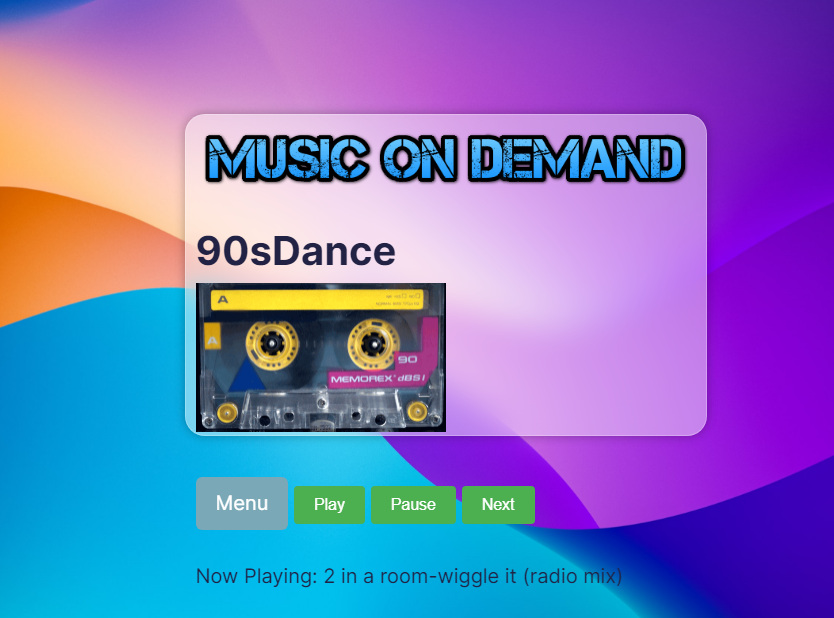 MUSIC ON DEMAND
90sDance
A
A
90
MEMOREX dBS I
Menu
Play
Pause
Next
Now Playing: 2 in a room-wiggle it (radio mix)